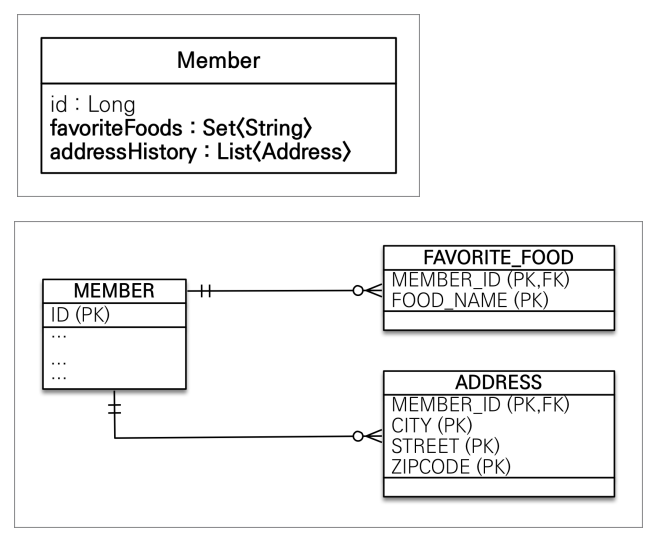 Member
id : Long
favoriteFoods : Set〈String〉
addressHistory : List〈Address〉
MEMBER
ID (PK)
...
...
...
FAVORITE_FOOD
MEMBER_ID (PK,FK)
FOOD_NAME (PK)
ADDRESS
MEMBER_ID (PK,FK)
CITY (PK)
STREET (PK)
ZIPCODE (PK)